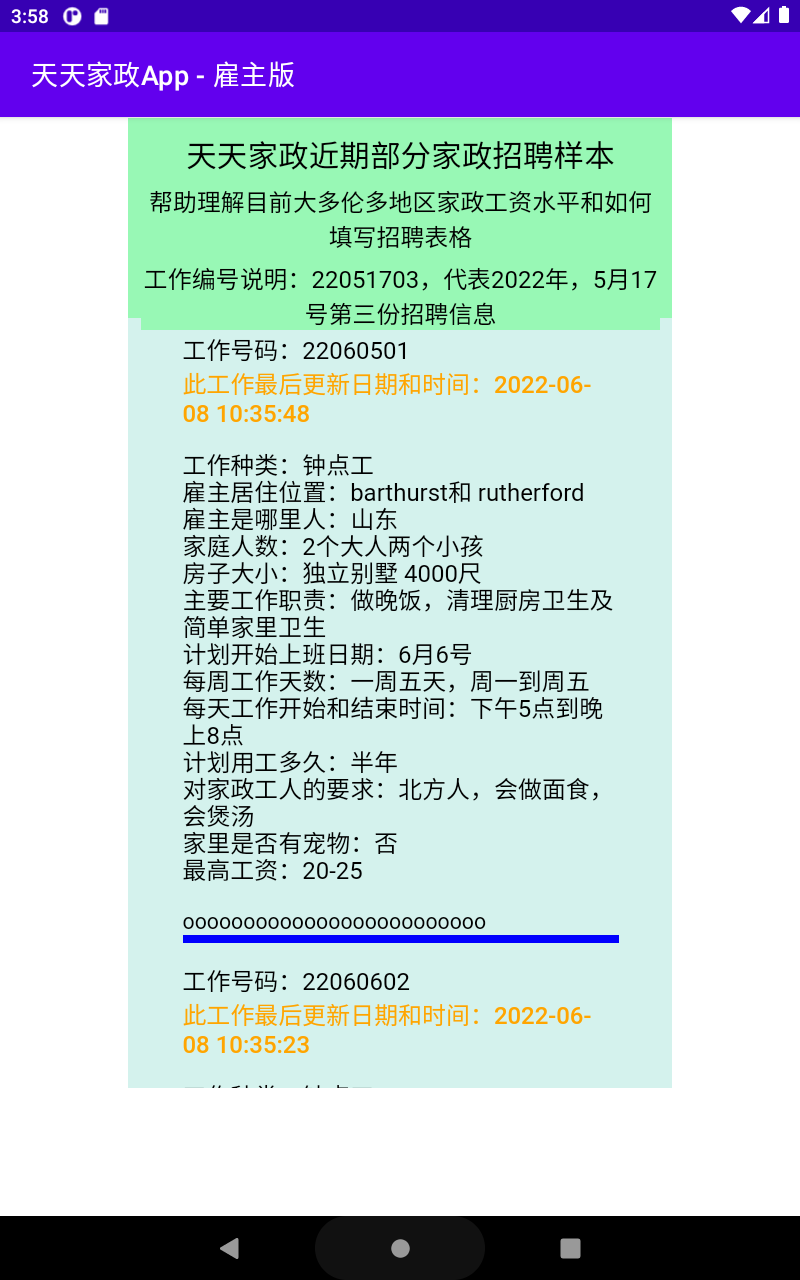 3:58
天天家政App - 雇主版
天天家政近期部分家政招聘样本
帮助理解目前大多伦多地区家政工资水平和如何
填写招聘表格
工作编号说明：22051703，代表2022年，5月17
号第三份招聘信息
工作号码：22060501
此工作最后更新日期和时间：2022-06-
08 10:35:48
工作种类：钟点工
雇主居住位置：barthurst和 rutherford
雇主是哪里人：山东
家庭人数：2个大人两个小孩
房子大小：独立别墅 4000尺
主要工作职责：做晚饭，清理厨房卫生及
简单家里卫生
计划开始上班日期：6月6号
每周工作天数：一周五天，周一到周五
每天工作开始和结束时间：下午5点到晚
上8点
计划用工多久：半年
对家政工人的要求：北方人，会做面食，
会煲汤
家里是否有宠物：否
最高工资：20-25
ooooooooooooooooooooooooo
工作号码：22060602
此工作最后更新日期和时间：2022-06-
08 10:35:23